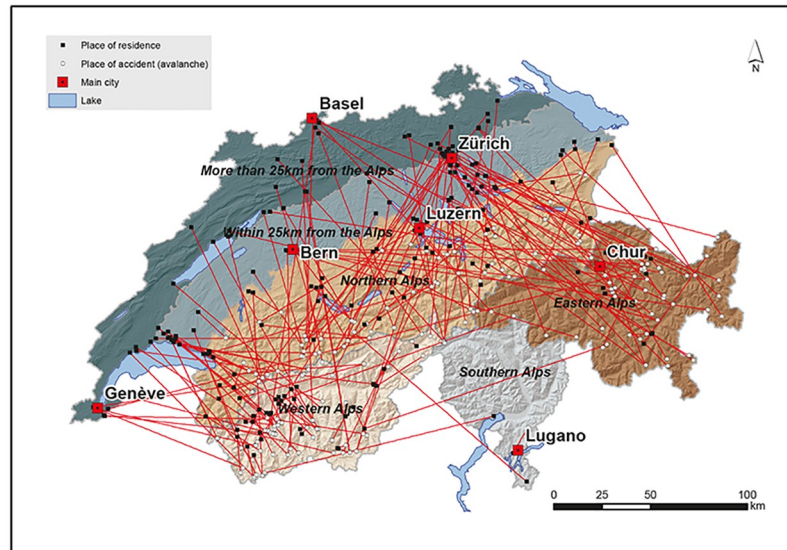 Place of residence
Place of accident (avalanche)
Main city
Lake
N
Basel
Zürich
More than 25km from the Alps
Luzern
Within 25km from the Alps
Bern
Chur
Northern Alps
Eastern Alps
Southern Alps
Genève
Western Alps
Lugano
0 25 50 100
km